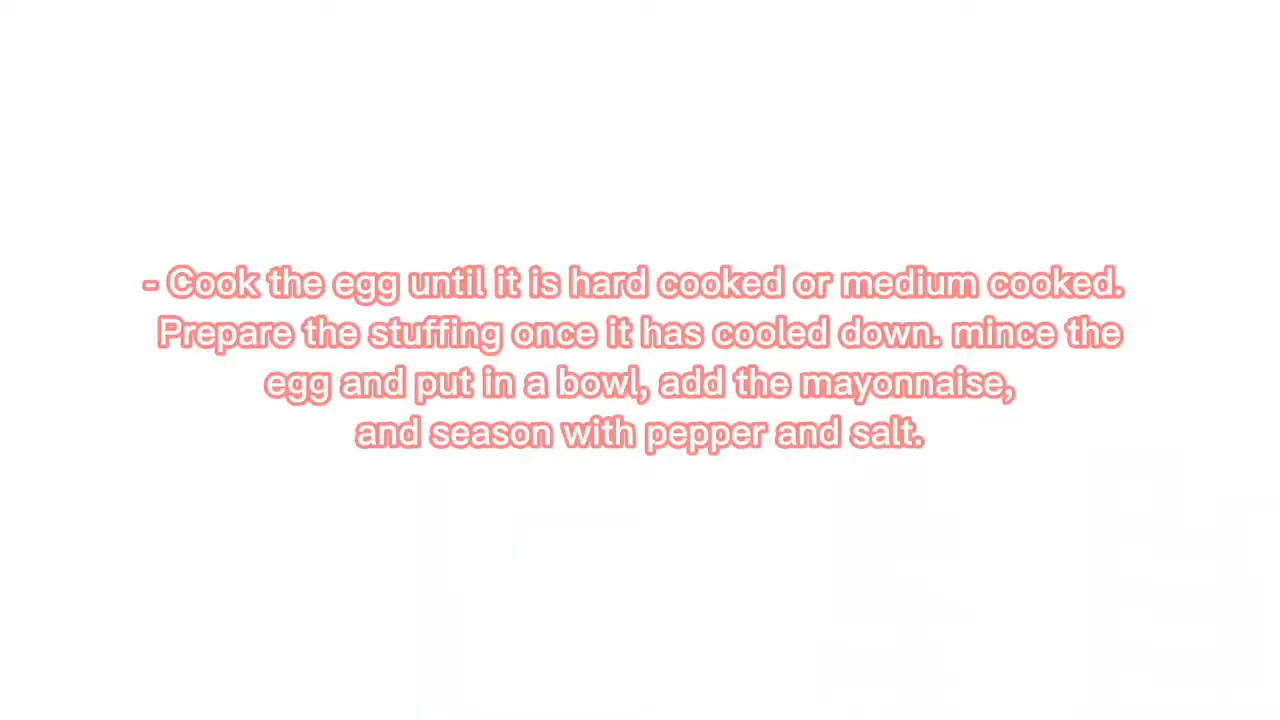 - Cook the egg until it is hard cooked or medium cooked.
Prepare the stuffing once it has cooled down. mince the
egg and put in a bowl, add the mayonnaise,
and season with pepper and salt.